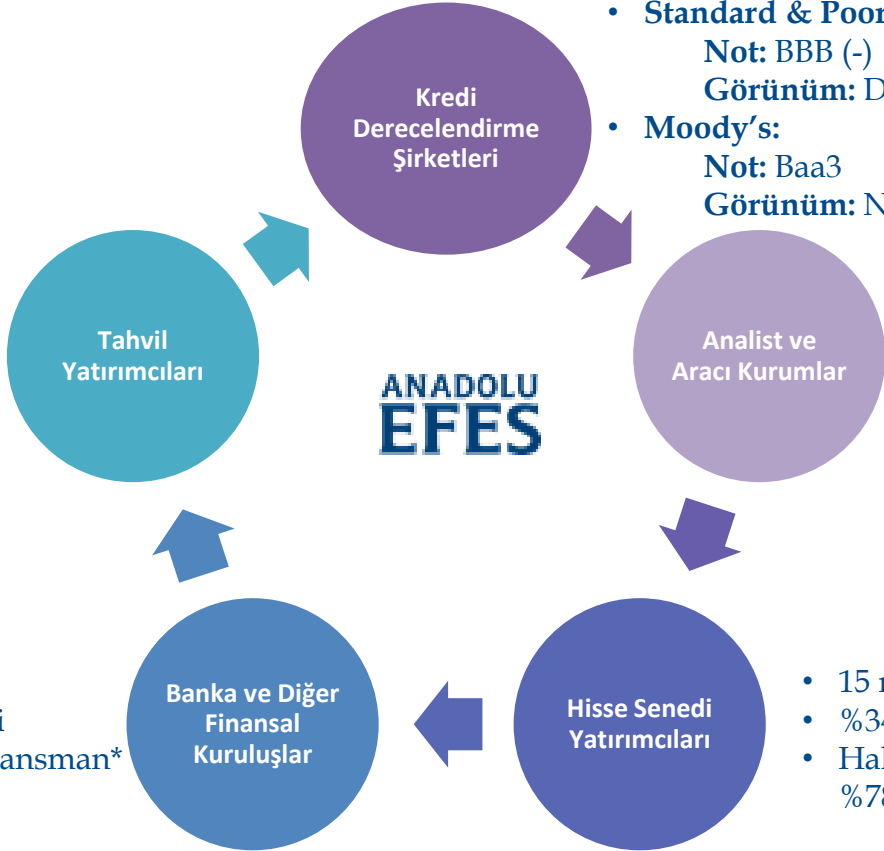 • Standard & Poor
Not: BBB (-)
Görünüm: D
• Moody’s:
Not: Baa3
Görünüm: N
Kredi
Derecelendirme
Şirketleri
Analist ve
Aracı Kurumlar
Hisse Senedi
Yatırımcıları
• 15 m
• %34
• Hal
%78
Banka ve Diğer
Finansal
Kuruluşlar
i
ansman*
Tahvil
Yatırımcıları
ANADOLU
EFES